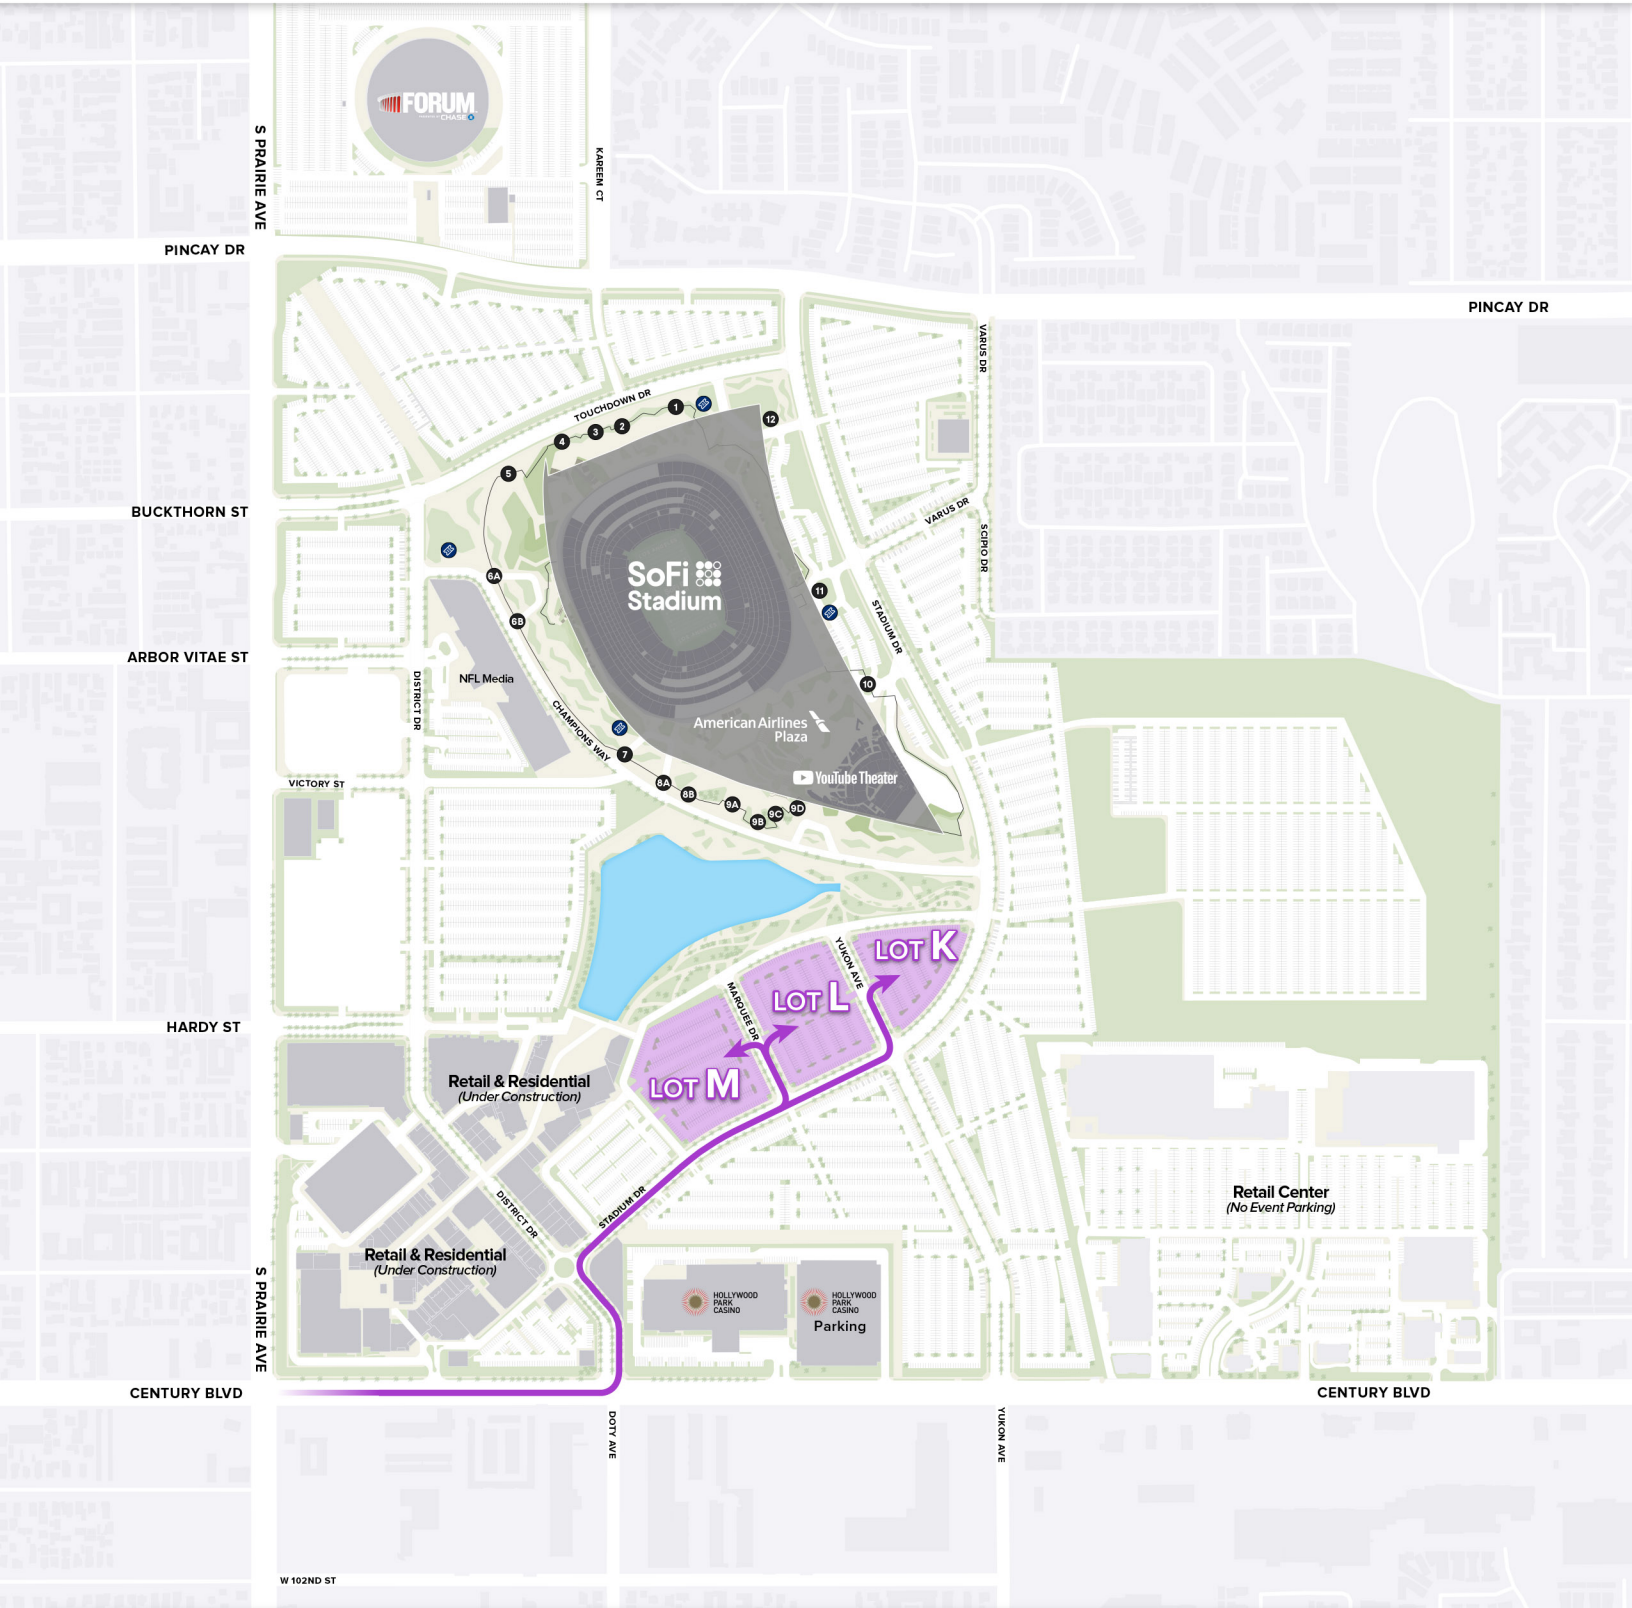 FORUM
PRESENTED BY
CHASE
S PRAIRIE AVE
KAREEM CT
PINCAY DR
PINCAY DR
VARUS DR
TOUCHDOWN DR
1
2
3
4
5
12
BUCKTHORN ST
VARUS DR
SCIPIO DR
SoFi
Stadium
6A
6B
11
STADIUM DR
ARBOR VITAE ST
DISTRICT DR
NFL Media
CHAMPIONS WAY
10
American Airlines
Plaza
YouTube Theater
7
8A
8B
9A
9B
9C
9D
VICTORY ST
LOT K
YUKON AVE
LOT L
MARQUEE DR
LOT M
HARDY ST
Retail & Residential
(Under Construction)
DISTRICT DR
STADIUM DR
Retail Center
(No Event Parking)
Retail & Residential
(Under Construction)
HOLLYWOOD
PARK
CASINO
HOLLYWOOD
PARK
CASINO
Parking
S PRAIRIE AVE
CENTURY BLVD
CENTURY BLVD
DOTY AVE
YUKON AVE
W 102ND ST